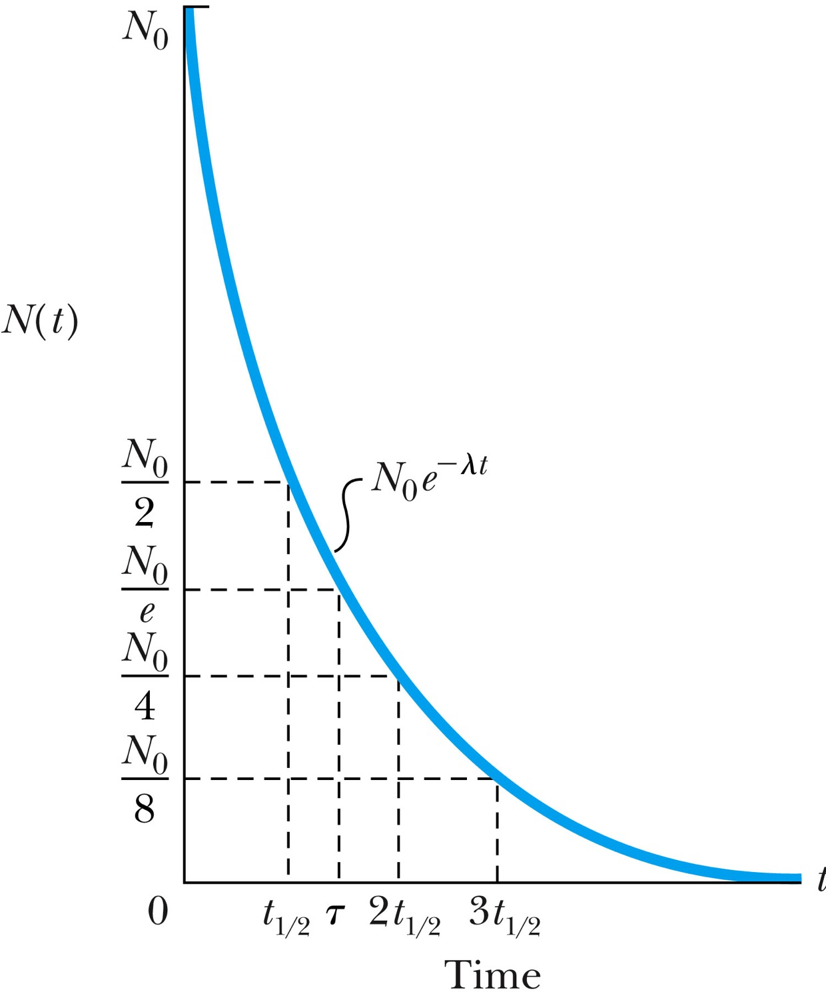 N₀
N(t)
N₀/2
N₀e^{−λt}
N₀/e
N₀/4
N₀/8
t
0 t₁/₂ τ 2t₁/₂ 3t₁/₂
Time